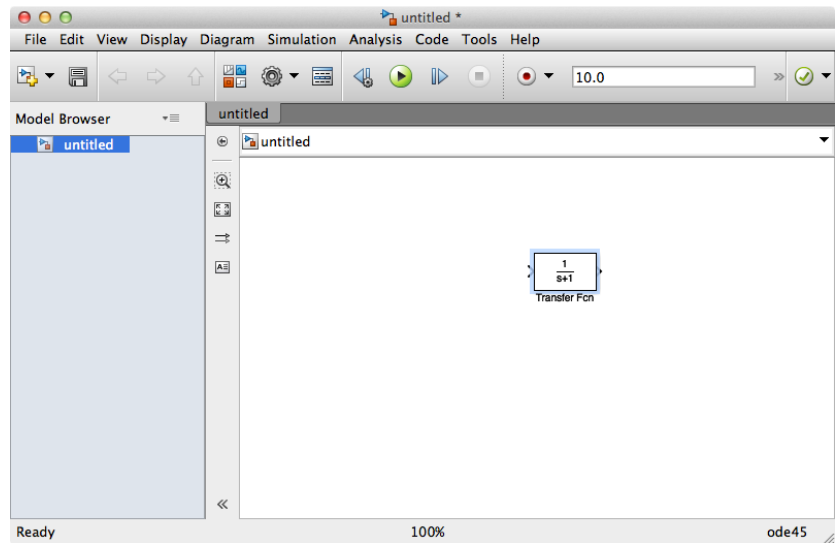 untitled *
File Edit View Display Diagram Simulation Analysis Code Tools Help
10.0
Model Browser
untitled
untitled
untitled
1
s+1
Transfer Fcn
Ready 100% ode45